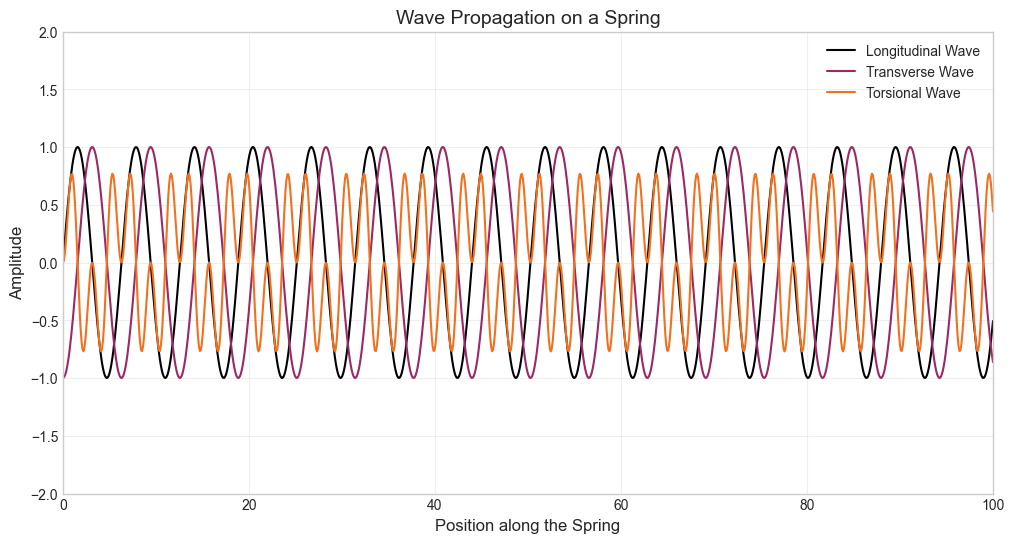 Wave Propagation on a Spring
Longitudinal Wave
Transverse Wave
Torsional Wave
Amplitude
2.0
1.5
1.0
0.5
0.0
−0.5
−1.0
−1.5
−2.0
0 20 40 60 80 100
Position along the Spring